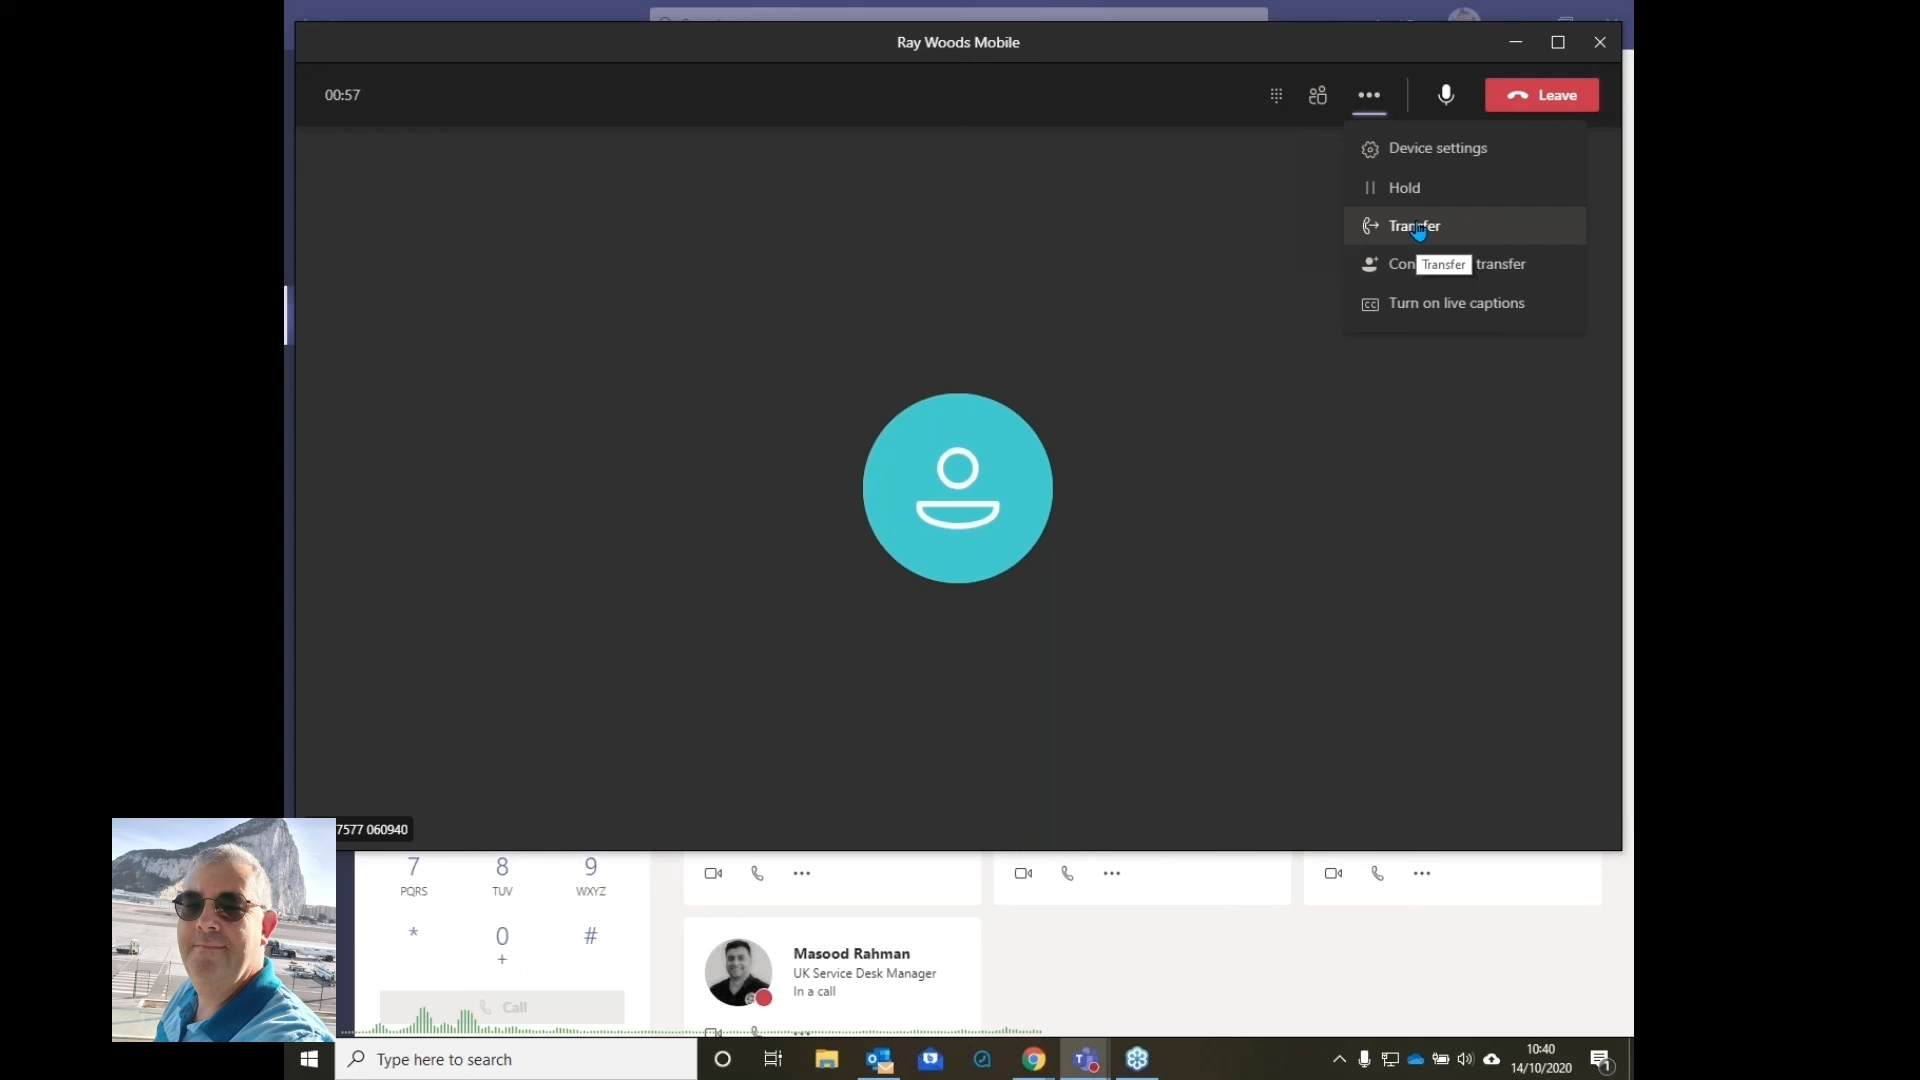 Ray Woods Mobile
00:57
Leave
Device settings
Hold
Transfer
Con
Transfer
transfer
Turn on live captions
7577 060940
7
PQRS
8
TUV
9
WXYZ
*
0
+
#
Call
Masood Rahman
UK Service Desk Manager
In a call
Type here to search
10:40
14/10/2020
1